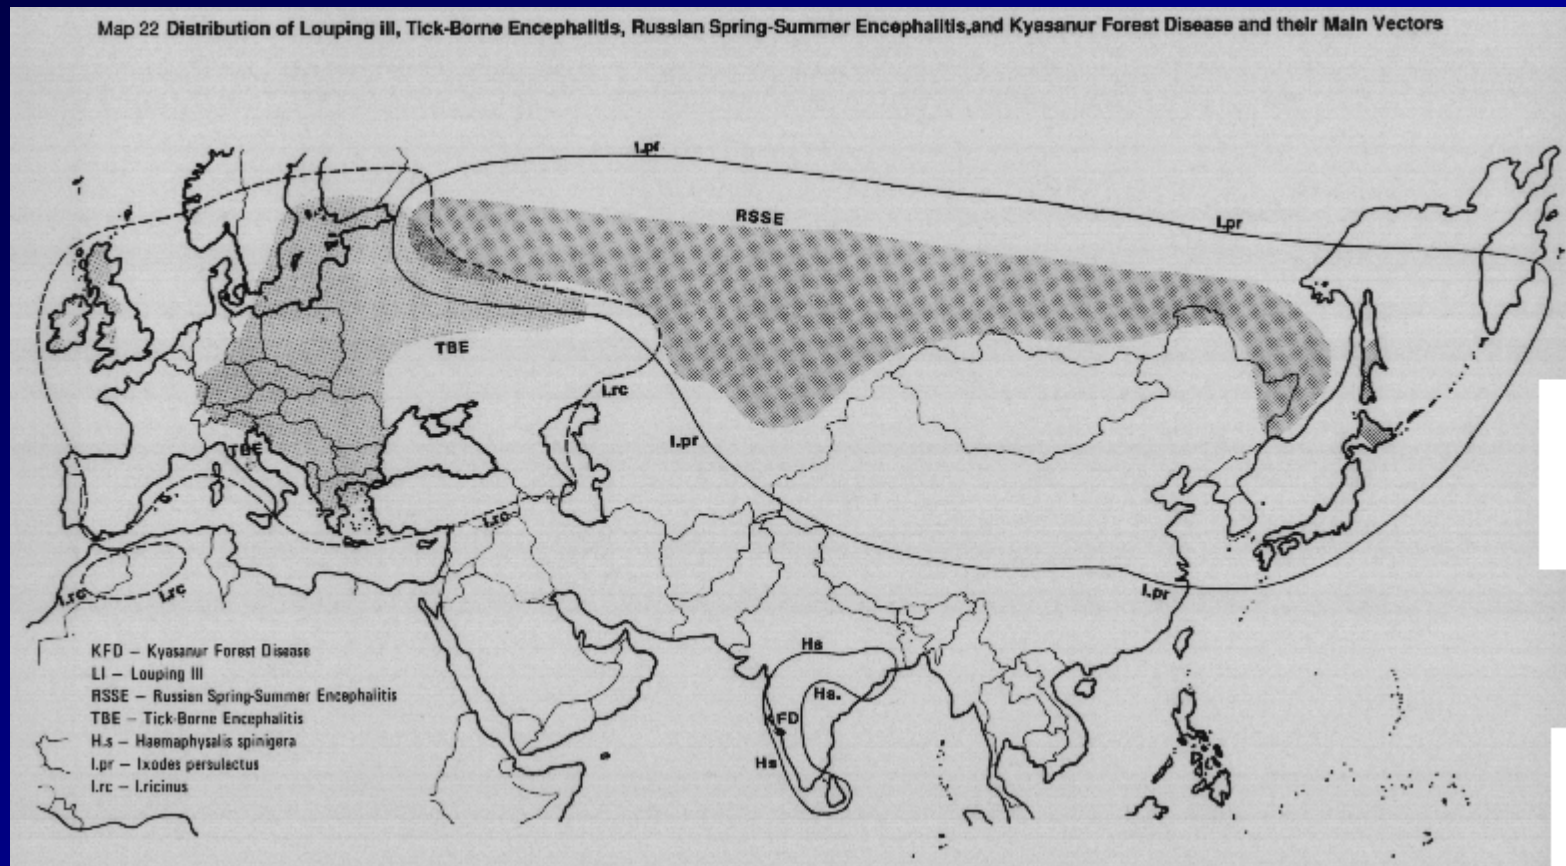 Map 22 Distribution of Louping ill, Tick-Borne Encephalitis, Russian Spring-Summer Encephalitis,and Kyasanur Forest Disease and their Main Vectors
I.pr
RSSE
I.pr
TBE
I.rc
I.pr
TBE
I.rc
I.rc
I.rc
I.pr
Hs
Hs.
KFD
Hs
KFD – Kyasanur Forest Disease
LI – Louping Ill
RSSE – Russian Spring-Summer Encephalitis
TBE – Tick-Borne Encephalitis
H.s – Haemaphysalis spinigera
I.pr – Ixodes persulectus
I.rc – I.ricinus